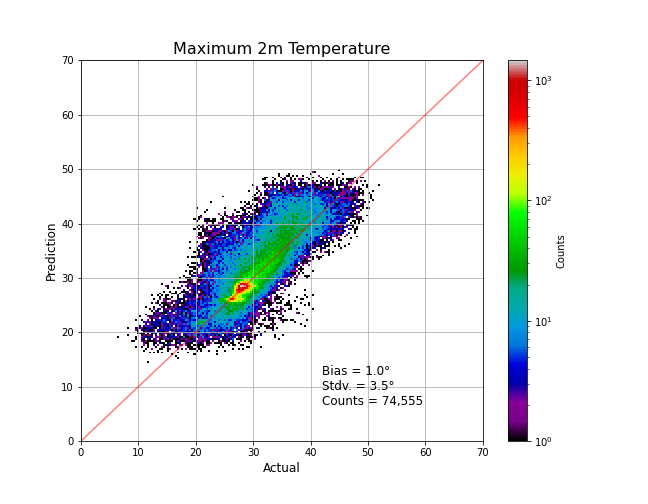 Maximum 2m Temperature
70
60
50
40
30
20
10
0
0 10 20 30 40 50 60 70
Prediction
Actual
Bias = 1.0°
Stdv. = 3.5°
Counts = 74,555
10³
10²
10¹
10⁰
Counts